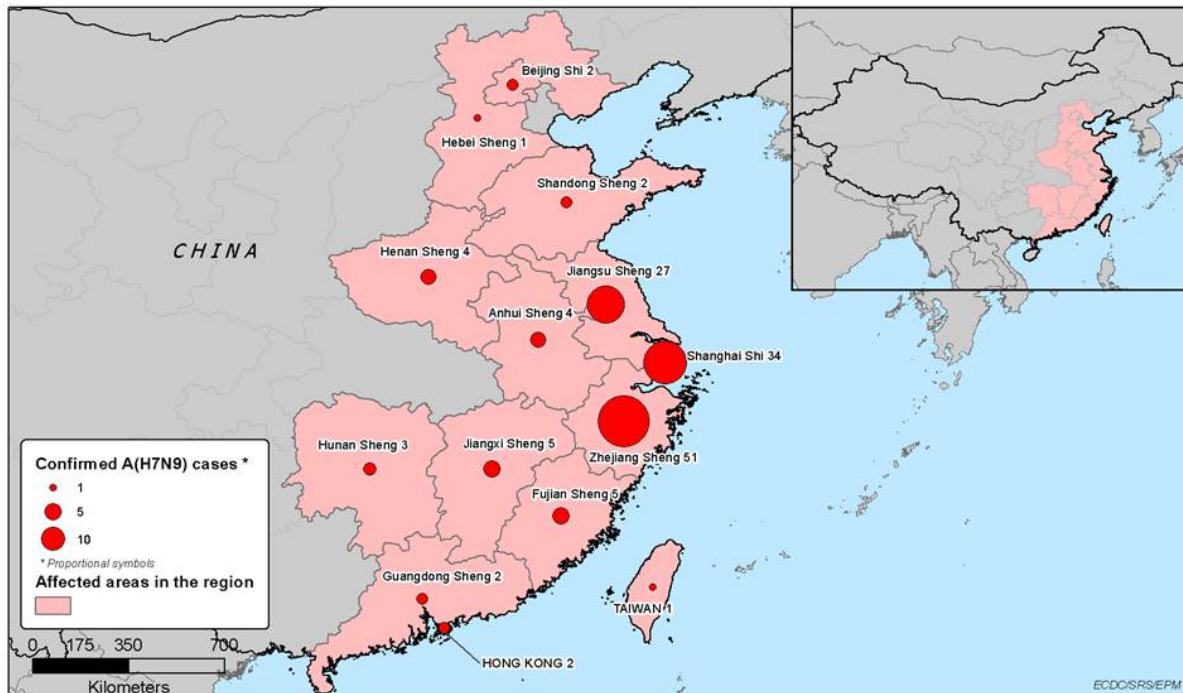 Beijing Shi 2
Hebei Sheng 1
Shandong Sheng 2
CHINA
Henan Sheng 4
Jiangsu Sheng 27
Anhui Sheng 4
Shanghai Shi 34
Hunan Sheng 3
Jiangxi Sheng 5
Zhejiang Sheng 51
Fujian Sheng 5
Guangdong Sheng 2
TAIWAN 1
HONG KONG 2
Confirmed A(H7N9) cases *
1
5
10
* Proportional symbols
Affected areas in the region
0 175 350 700
Kilometers
ECDC/SRS/EPM